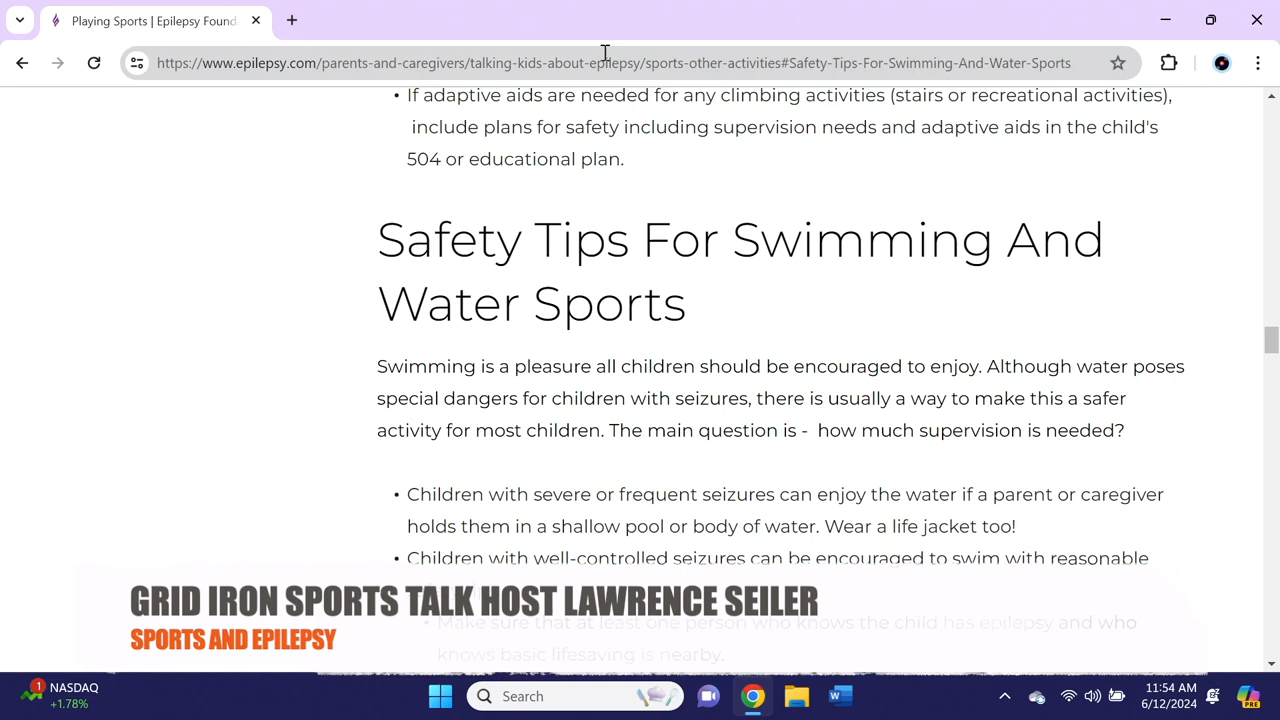 Playing Sports | Epilepsy Found
https://www.epilepsy.com/parents-and-caregivers/talking-kids-about-epilepsy/sports-other-activities#Safety-Tips-For-Swimming-And-Water-Sports
• If adaptive aids are needed for any climbing activities (stairs or recreational activities),
include plans for safety including supervision needs and adaptive aids in the child's
504 or educational plan.
Safety Tips For Swimming And
Water Sports
Swimming is a pleasure all children should be encouraged to enjoy. Although water poses
special dangers for children with seizures, there is usually a way to make this a safer
activity for most children. The main question is -  how much supervision is needed?
• Children with severe or frequent seizures can enjoy the water if a parent or caregiver
holds them in a shallow pool or body of water. Wear a life jacket too!
• Children with well-controlled seizures can be encouraged to swim with reasonable
GRID IRON SPORTS TALK HOST LAWRENCE SEILER
Make sure that at least one person who knows the child has epilepsy and who
SPORTS AND EPILEPSY
knows basic lifesaving is nearby.
1
NASDAQ
+1.78%
Search
W
PRE
11:54 AM
6/12/2024